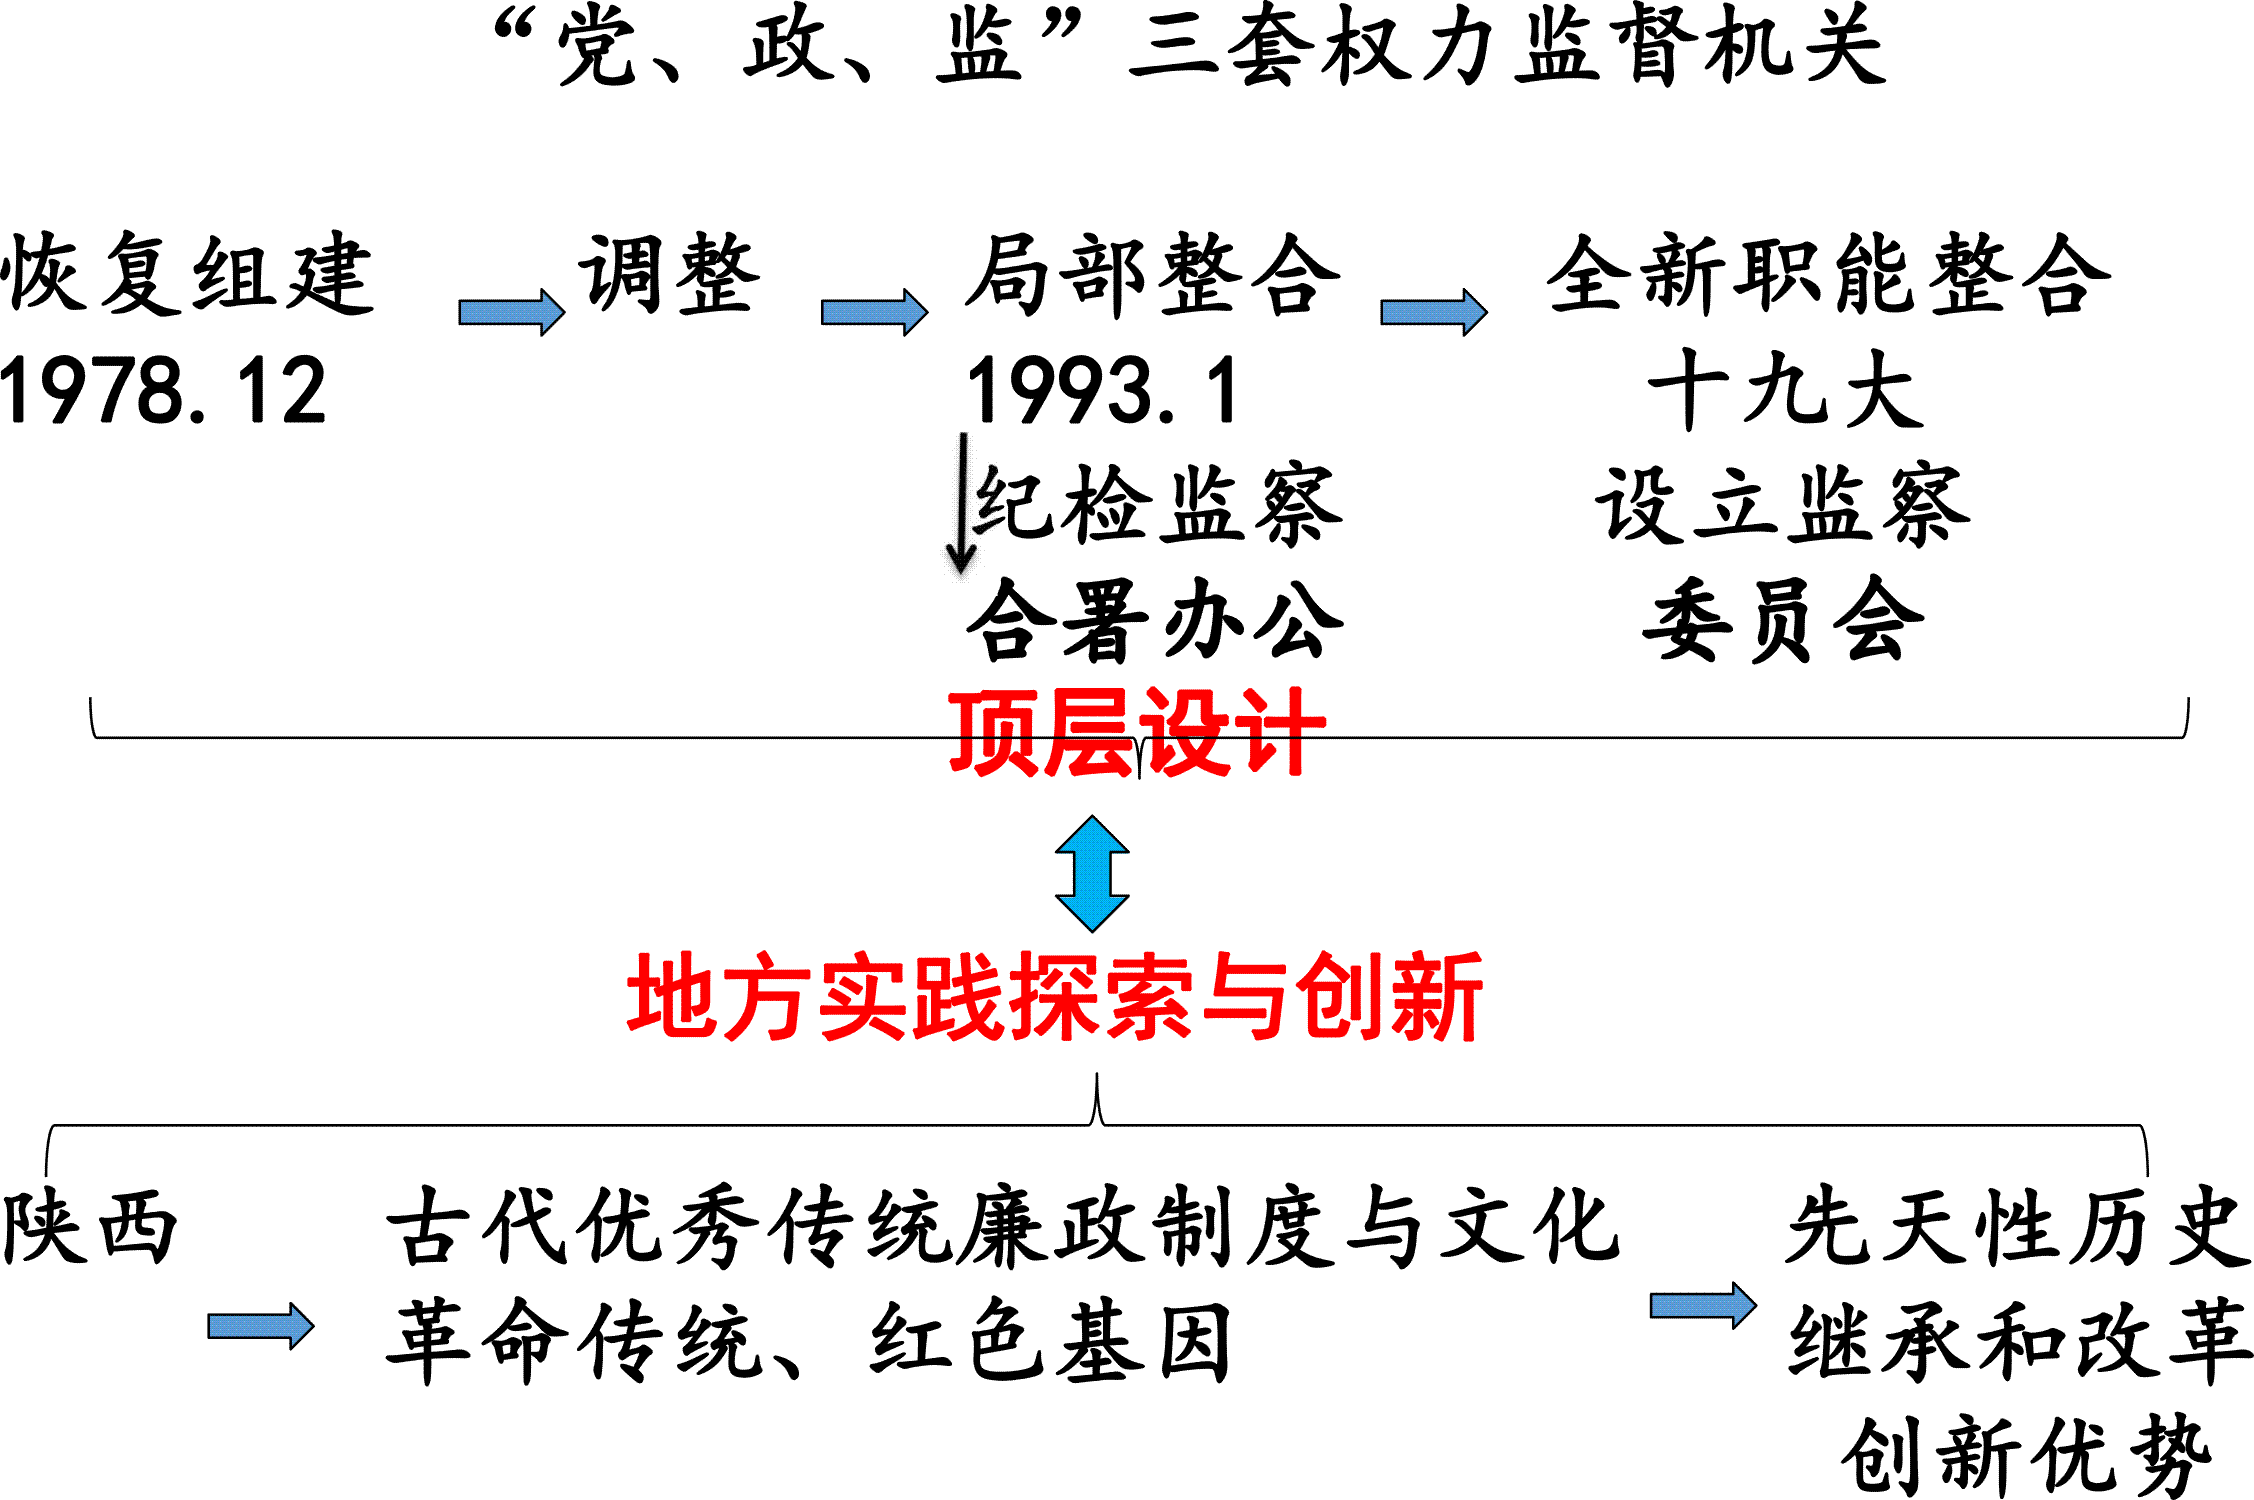 “党、政、监”三套权力监督机关
恢复组建
1978.12
调整
局部整合
1993.1
纪检监察
合署办公
全新职能整合
十九大
设立监察
委员会
顶层设计
地方实践探索与创新
陕西
古代优秀传统廉政制度与文化
革命传统、红色基因
先天性历史
继承和改革
创新优势